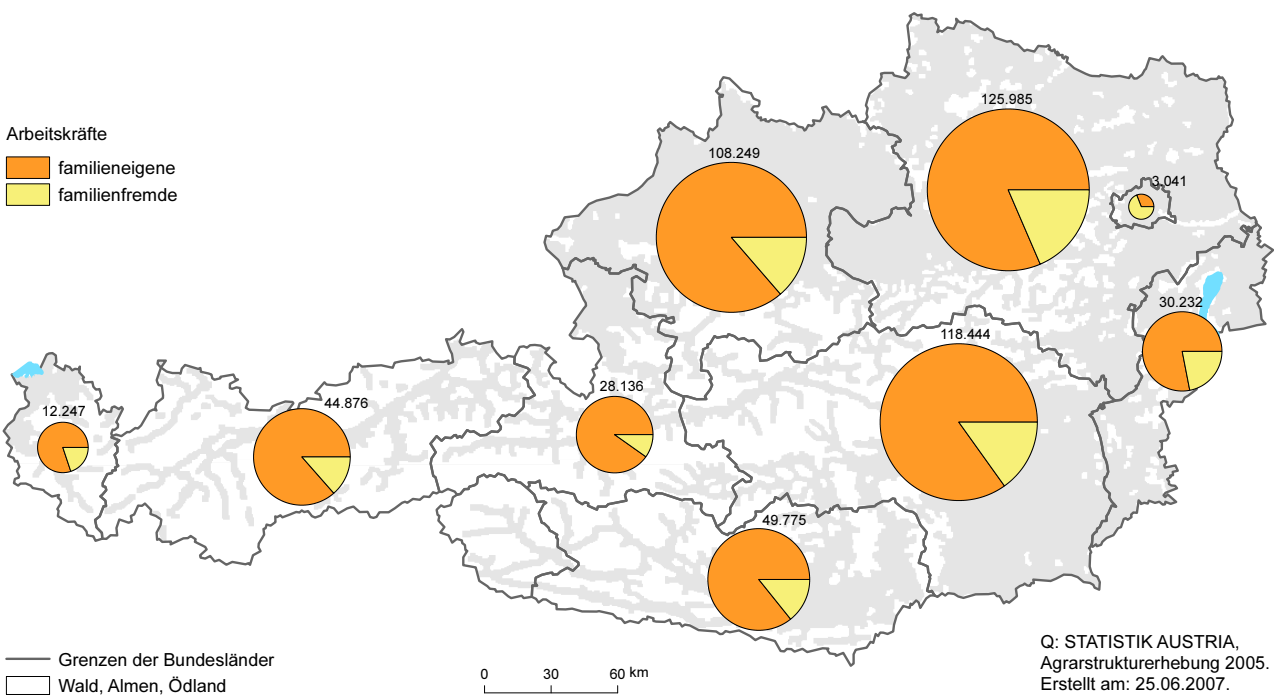 Arbeitskräfte
familieneigene
familienfremde
125.985
108.249
3.041
30.232
118.444
28.136
44.876
12.247
49.775
Grenzen der Bundesländer
Wald, Almen, Ödland
0 30 60 km
Q: STATISTIK AUSTRIA,
Agrarstrukturerhebung 2005.
Erstellt am: 25.06.2007.